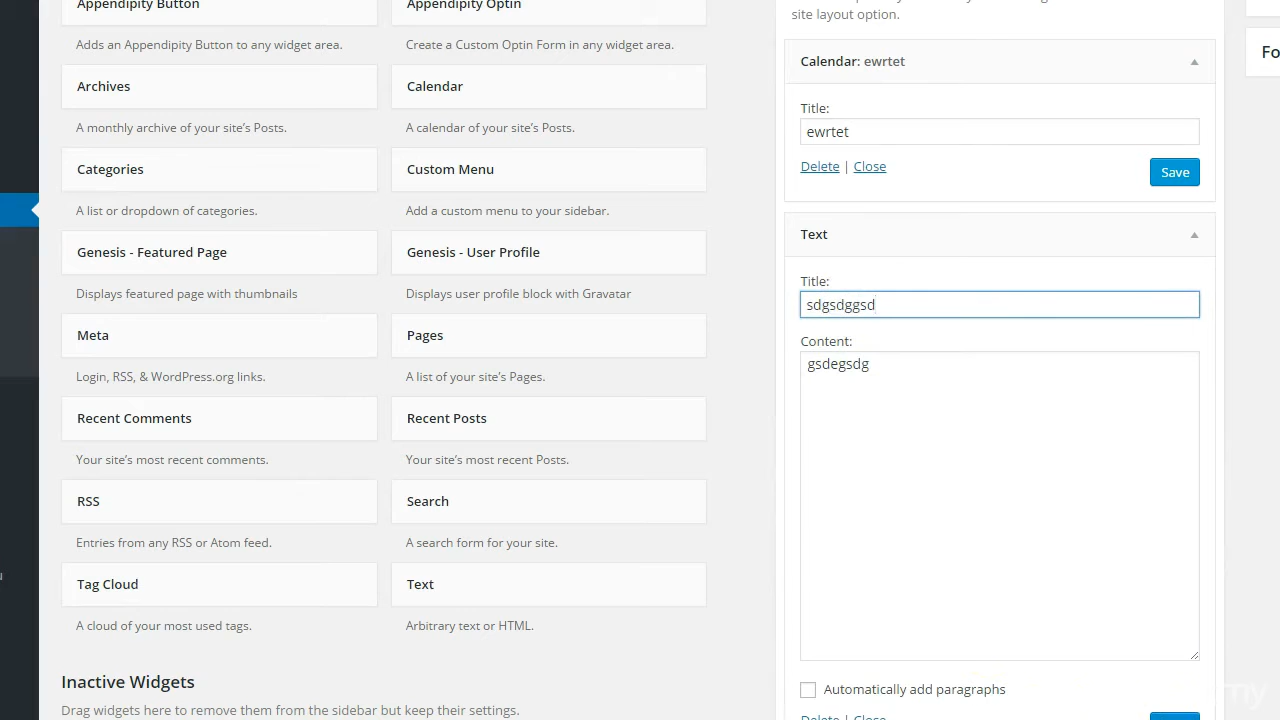 Appendipity Button
Adds an Appendipity Button to any widget area.
Appendipity Optin
Create a Custom Optin Form in any widget area.
Archives
A monthly archive of your site's Posts.
Calendar
A calendar of your site's Posts.
Categories
A list or dropdown of categories.
Custom Menu
Add a custom menu to your sidebar.
Genesis - Featured Page
Displays featured page with thumbnails
Genesis - User Profile
Displays user profile block with Gravatar
Meta
Login, RSS, & WordPress.org links.
Pages
A list of your site's Pages.
Recent Comments
Your site's most recent comments.
Recent Posts
Your site's most recent Posts.
RSS
Entries from any RSS or Atom feed.
Search
A search form for your site.
Tag Cloud
A cloud of your most used tags.
Text
Arbitrary text or HTML.
Inactive Widgets
Drag widgets here to remove them from the sidebar but keep their settings.
site layout option.
Calendar: ewrtet
Title:
ewrtet
Delete | Close
Save
Text
Title:
sdgsdggsd
Content:
gsdegsdg
Automatically add paragraphs
Delete | Close
Fo